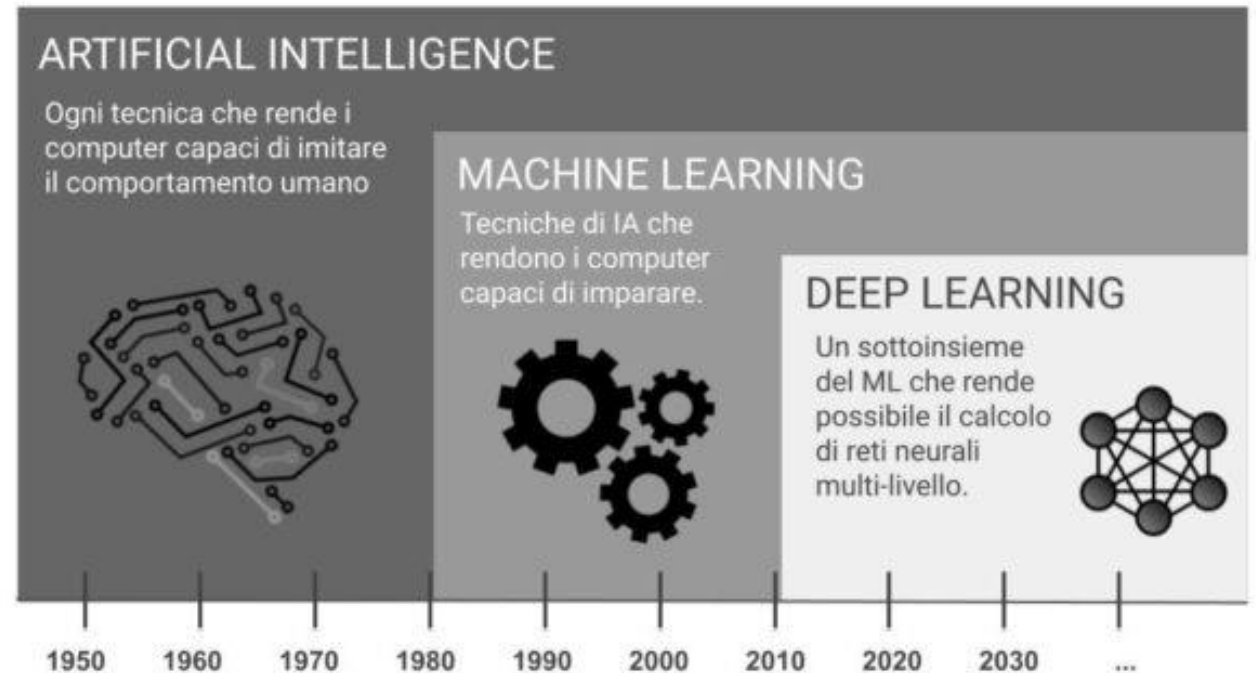 ARTIFICIAL INTELLIGENCE
Ogni tecnica che rende i
computer capaci di imitare
il comportamento umano
MACHINE LEARNING
Tecniche di IA che
rendono i computer
capaci di imparare.
DEEP LEARNING
Un sottoinsieme
del ML che rende
possibile il calcolo
di reti neurali
multi-livello.
1950 1960 1970 1980 1990 2000 2010 2020 2030 ...